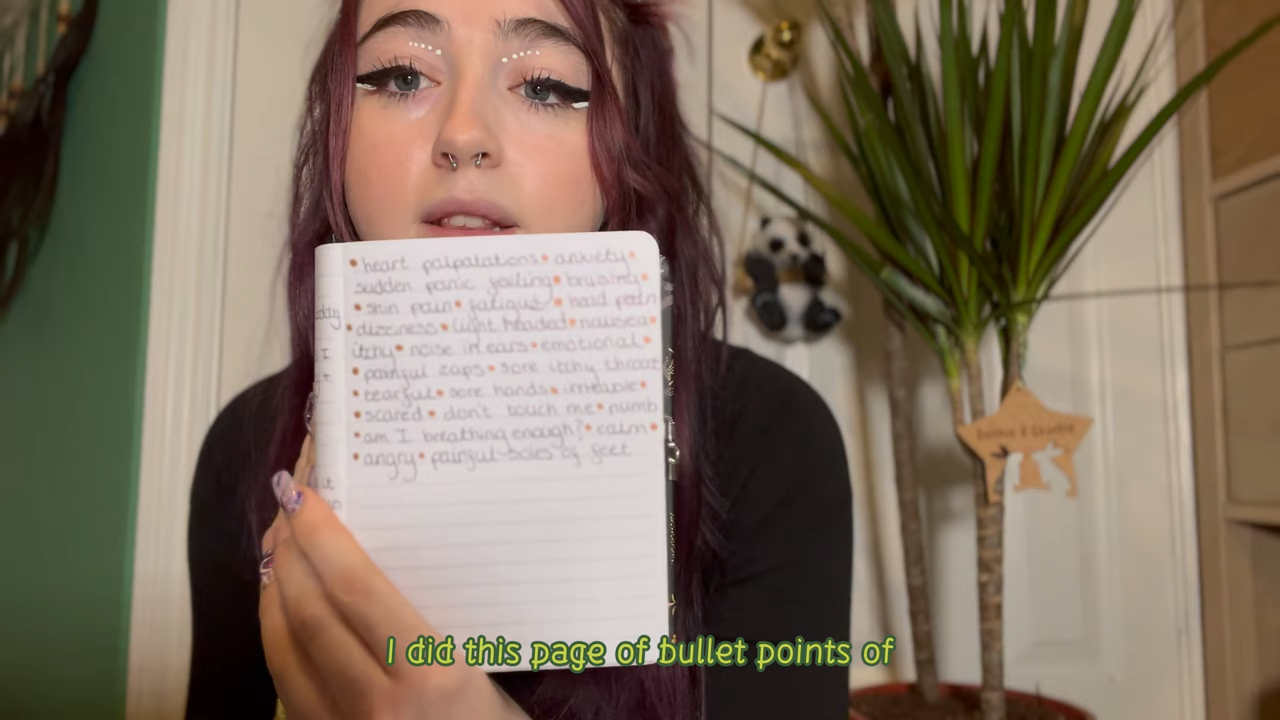 • heart palpatations • anxiety •
sudden panic feeling • bruising •
• skin pain • fatigue • head pain
• dizziness • light headed • nausea •
itchy • noise in ears • emotional •
• painful caps • sore itchy throat
• tearful • sore hands • irritable •
• scared • don't touch me • numb
• am I breathing enough? • calm •
• angry • painful soles of feet
I did this page of bullet points of